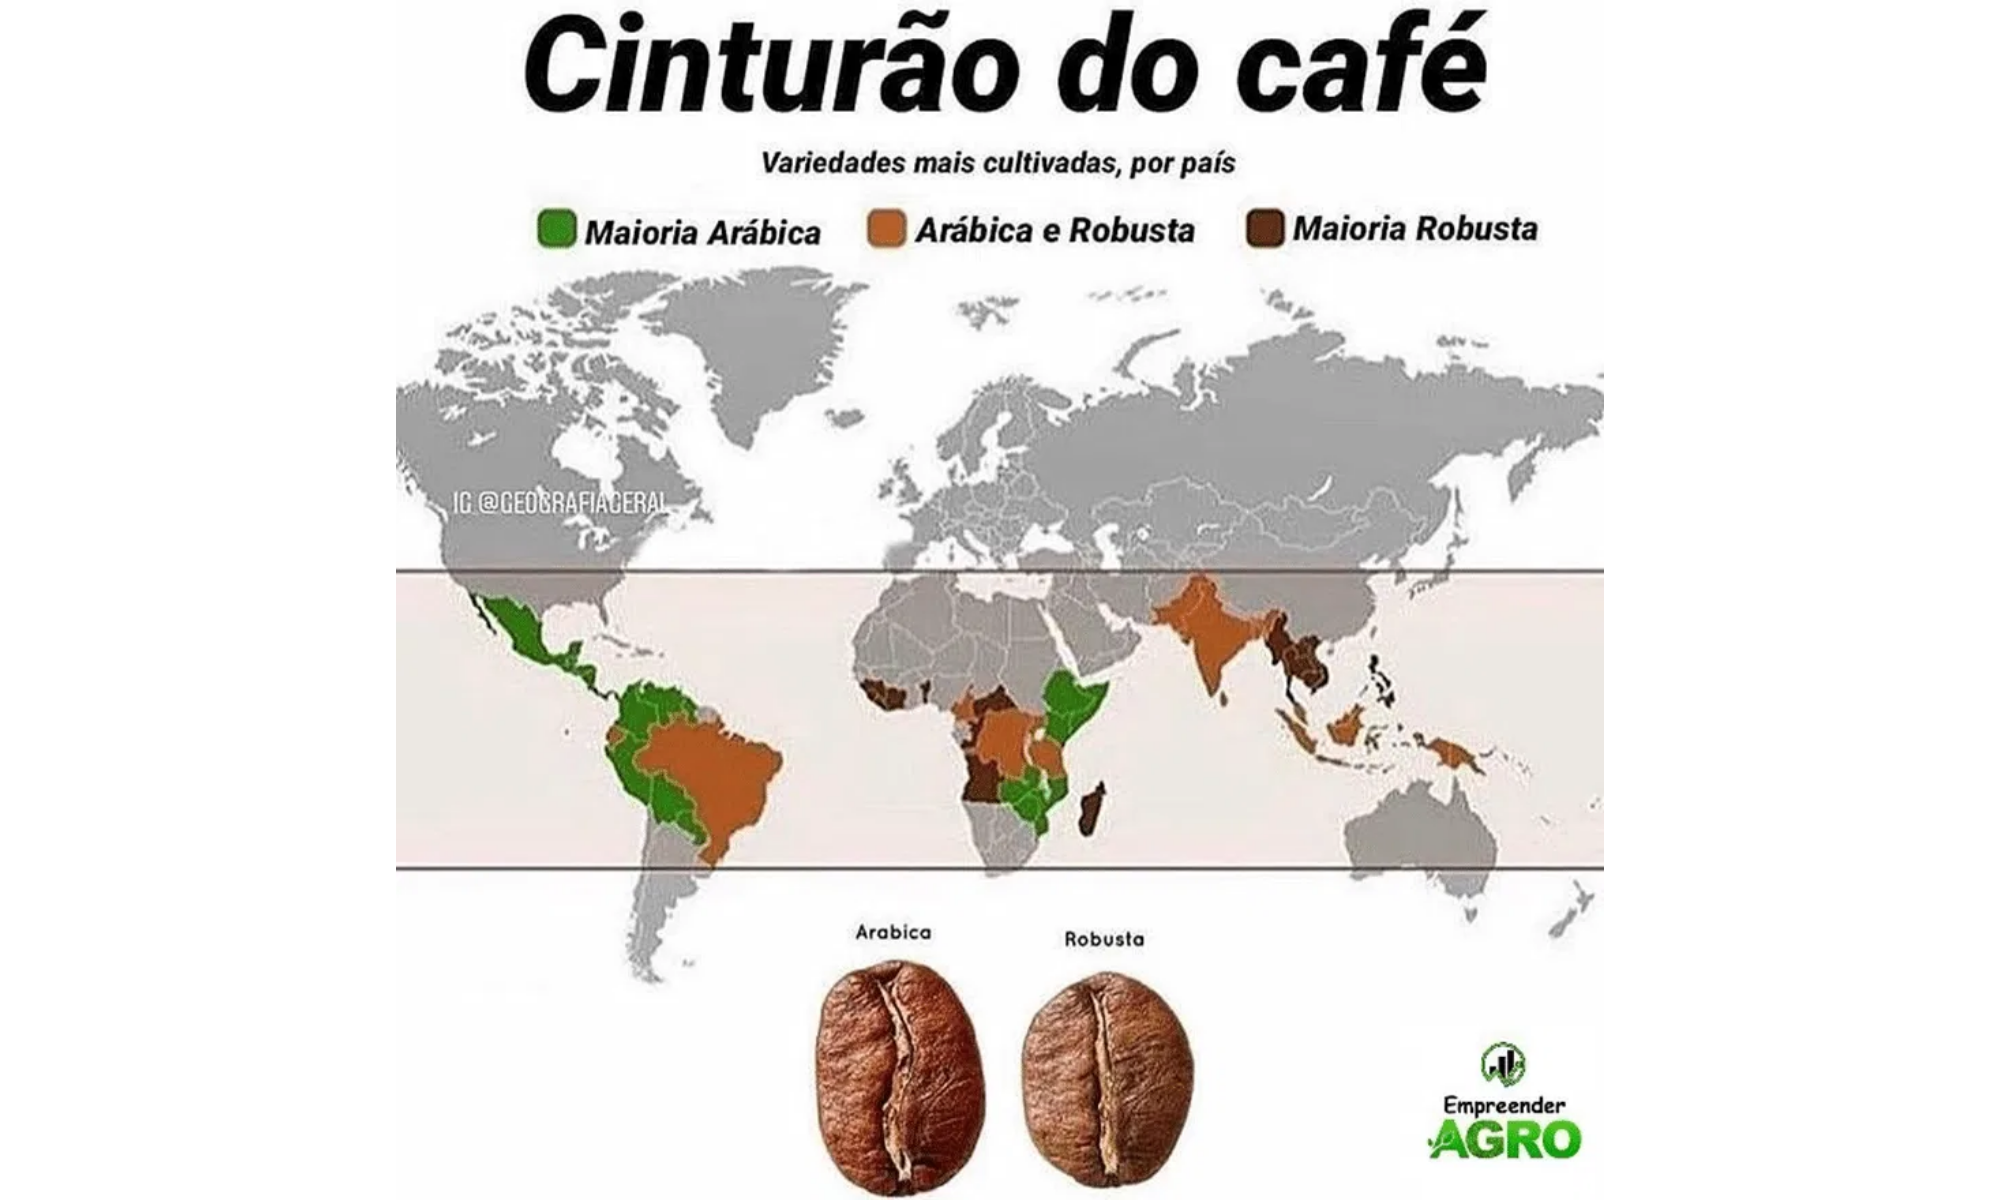 Cinturão do café
Variedades mais cultivadas, por país
Maioria Arábica
Arábica e Robusta
Maioria Robusta
IG @GEOGRAFIAGERAL
Arabica
Robusta
Empreender
AGRO